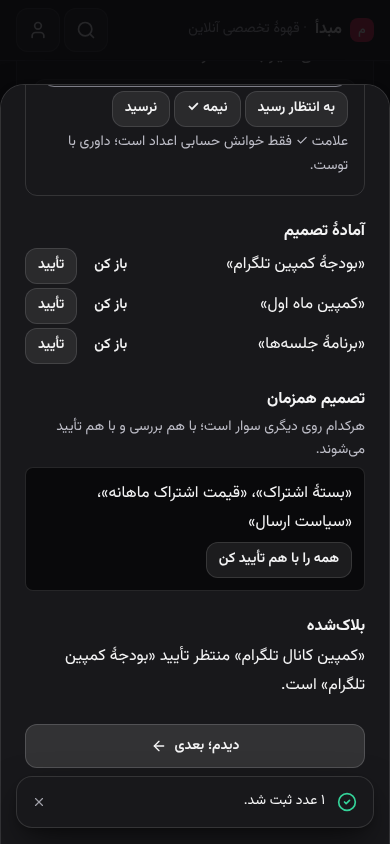 م مبدأ · قهوهٔ تخصصی آنلاین
به انتظار رسید نیمه ✓ نرسید
علامت ✓ فقط خوانش حسابی اعداد است؛ داوری با
توست.
آمادهٔ تصمیم
«بودجهٔ کمپین تلگرام» باز کن تأیید
«کمپین ماه اول» باز کن تأیید
«برنامهٔ جلسه‌ها» باز کن تأیید
تصمیم همزمان
هرکدام روی دیگری سوار است؛ با هم بررسی و با هم تأیید
می‌شوند.
«بستهٔ اشتراک»، «قیمت اشتراک ماهانه»،
«سیاست ارسال»
همه را با هم تأیید کن
بلاک‌شده
«کمپین کانال تلگرام» منتظر تأیید «بودجهٔ کمپین
تلگرام» است.
دیدم؛ بعدی ←
۱ عدد ثبت شد.